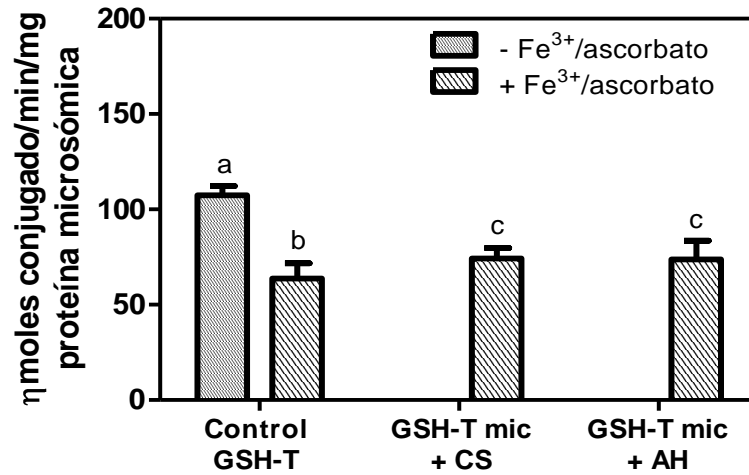 ηmoles conjugado/min/mg
proteína microsómica
200
150
100
50
0
- Fe³⁺/ascorbato
+ Fe³⁺/ascorbato
a
b
c
c
Control
GSH-T
GSH-T mic
+ CS
GSH-T mic
+ AH